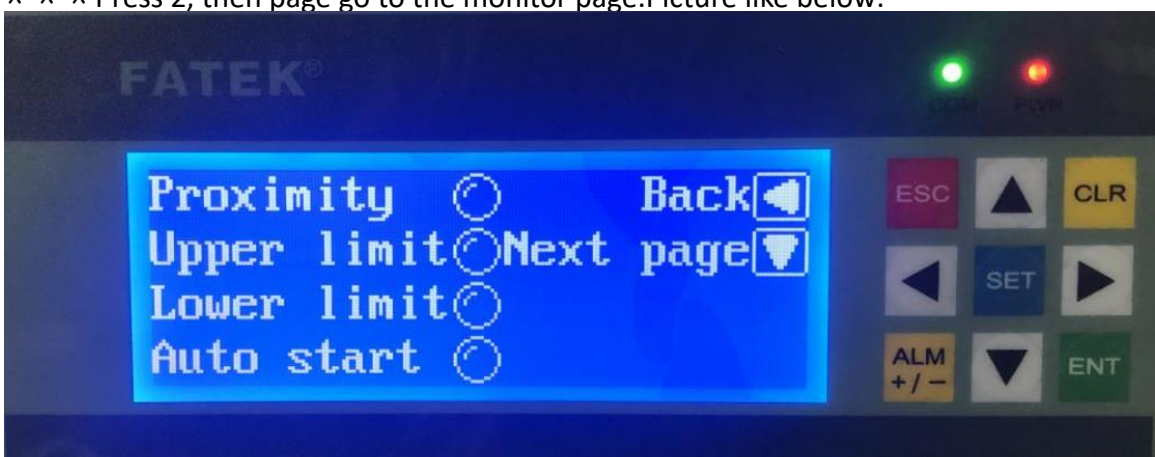 Press 2, then page go to the monitor page.Picture like below:
FATEK®
COM PWR
Proximity Back
Upper limit Next page
Lower limit
Auto start
ESC CLR
SET
ALM +/- ENT